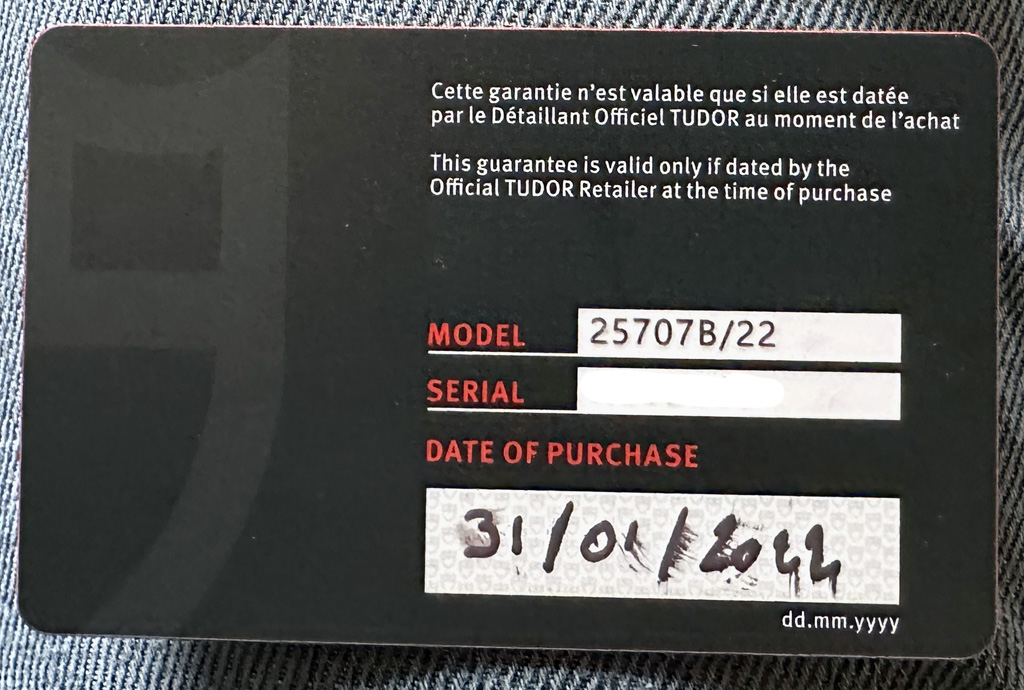 Cette garantie n'est valable que si elle est datée
par le Détaillant Officiel TUDOR au moment de l'achat
This guarantee is valid only if dated by the
Official TUDOR Retailer at the time of purchase
MODEL 25707B/22
SERIAL
DATE OF PURCHASE
31/01/2022
dd.mm.yyyy